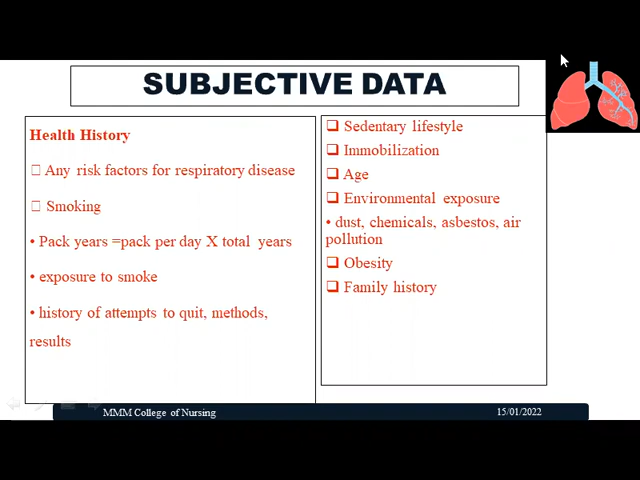 SUBJECTIVE DATA
Health History
Any risk factors for respiratory disease
Smoking
• Pack years =pack per day X total years
• exposure to smoke
• history of attempts to quit, methods,
results
❑ Sedentary lifestyle
❑ Immobilization
❑ Age
❑ Environmental exposure
• dust, chemicals, asbestos, air
pollution
❑ Obesity
❑ Family history
MMM College of Nursing
15/01/2022